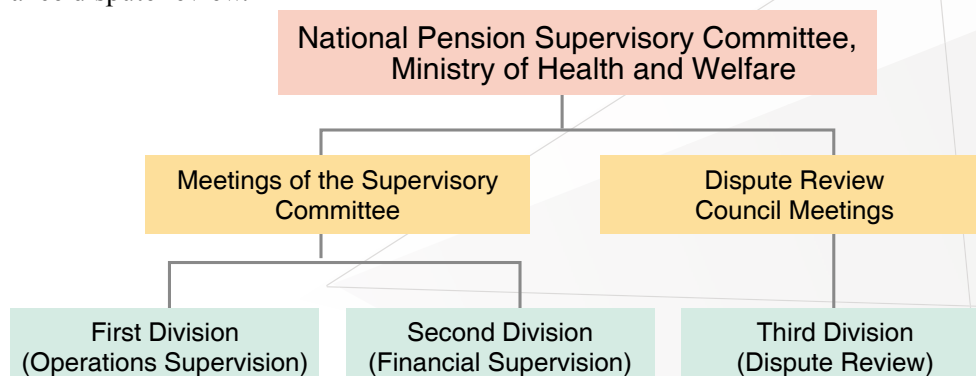 National Pension Supervisory Committee,
Ministry of Health and Welfare
Meetings of the Supervisory
Committee
Dispute Review
Council Meetings
First Division
(Operations Supervision)
Second Division
(Financial Supervision)
Third Division
(Dispute Review)